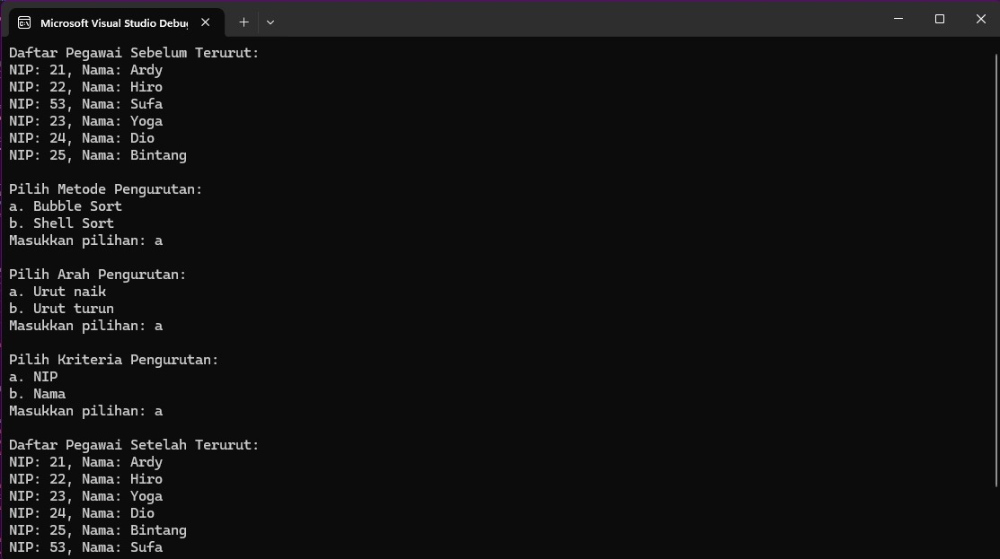 Microsoft Visual Studio Debu
Daftar Pegawai Sebelum Terurut:
NIP: 21, Nama: Ardy
NIP: 22, Nama: Hiro
NIP: 53, Nama: Sufa
NIP: 23, Nama: Yoga
NIP: 24, Nama: Dio
NIP: 25, Nama: Bintang
Pilih Metode Pengurutan:
a. Bubble Sort
b. Shell Sort
Masukkan pilihan: a
Pilih Arah Pengurutan:
a. Urut naik
b. Urut turun
Masukkan pilihan: a
Pilih Kriteria Pengurutan:
a. NIP
b. Nama
Masukkan pilihan: a
Daftar Pegawai Setelah Terurut:
NIP: 21, Nama: Ardy
NIP: 22, Nama: Hiro
NIP: 23, Nama: Yoga
NIP: 24, Nama: Dio
NIP: 25, Nama: Bintang
NIP: 53, Nama: Sufa